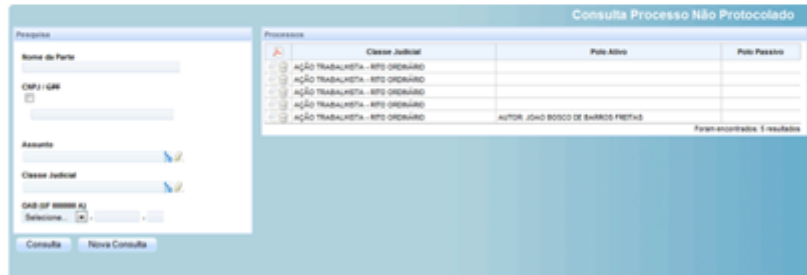 Consulta Processo Não Protocolado
Pesquisa
Nome da Parte
CNPJ / CPF
Assunto
Classe Judicial
OAB (UF 999999 A)
Selecione... - -
Consulta Nova Consulta
Processos
Classe Judicial Polo Ativo Polo Passivo
AÇÃO TRABALHISTA - RITO ORDINÁRIO
AÇÃO TRABALHISTA - RITO ORDINÁRIO
AÇÃO TRABALHISTA - RITO ORDINÁRIO
AÇÃO TRABALHISTA - RITO ORDINÁRIO
AÇÃO TRABALHISTA - RITO ORDINÁRIO AUTOR: JOAO BOSCO DE BARROS FREITAS
Foram encontrados: 5 resultados